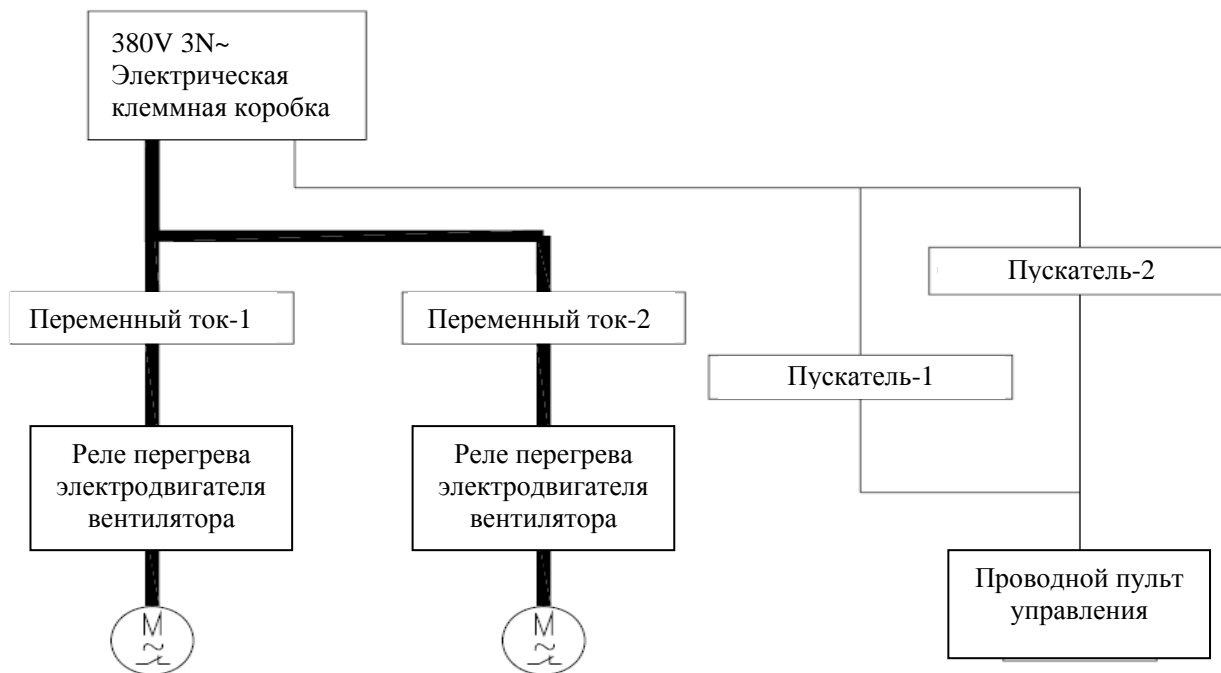 380V 3N~
Электрическая
клеммная коробка
Пускатель-2
Переменный ток-1
Переменный ток-2
Пускатель-1
Реле перегрева
электродвигателя
вентилятора
Реле перегрева
электродвигателя
вентилятора
Проводной пульт
управления
M
~
M
~